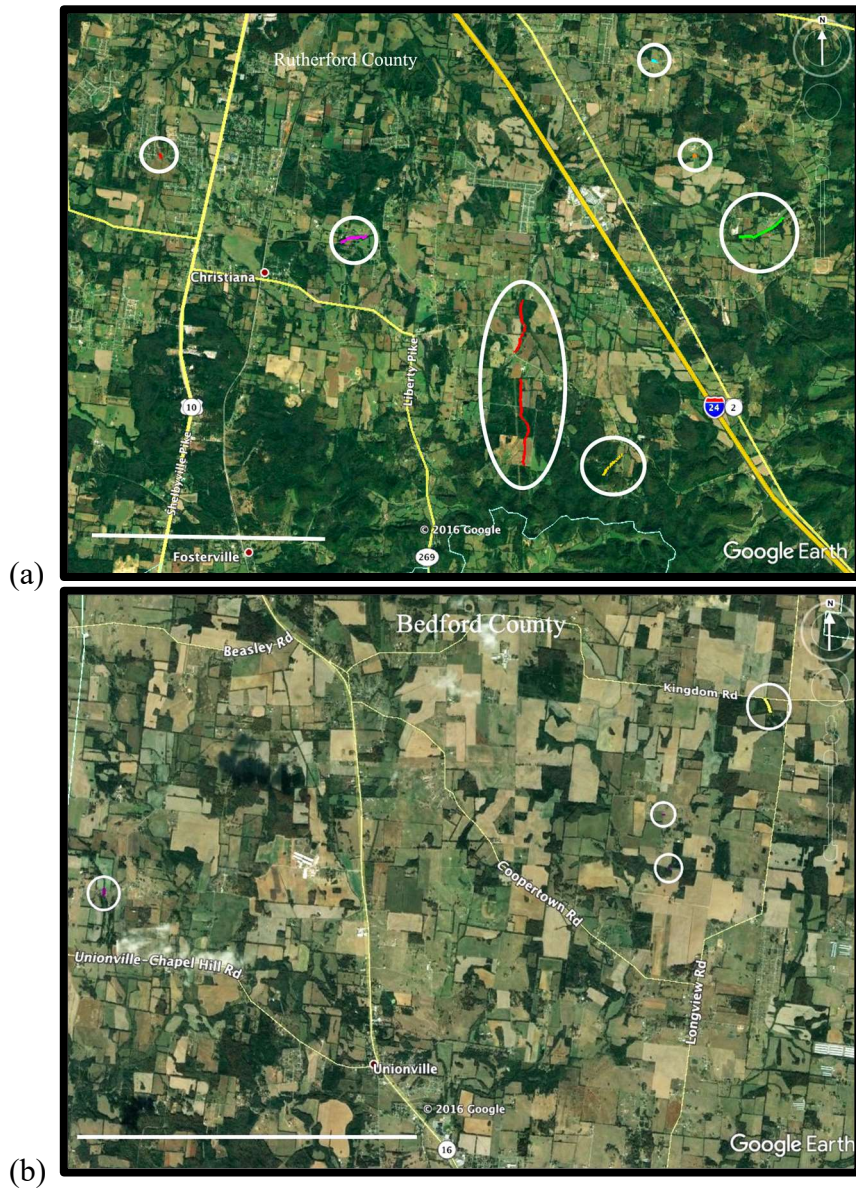 Rutherford County
N
Christiana
Liberty Pike
10
24
2
Shelbyville Pike
© 2016 Google
Fosterville
269
Google Earth
(a)
Bedford County
N
Beasley Rd
Kingdom Rd
Coopertown Rd
Unionville-Chapel Hill Rd
Longview Rd
Unionville
© 2016 Google
16
Google Earth
(b)